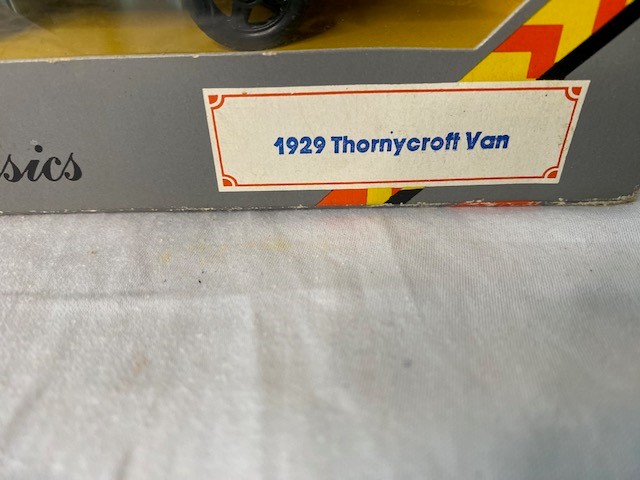 sics
1929 Thornycroft Van